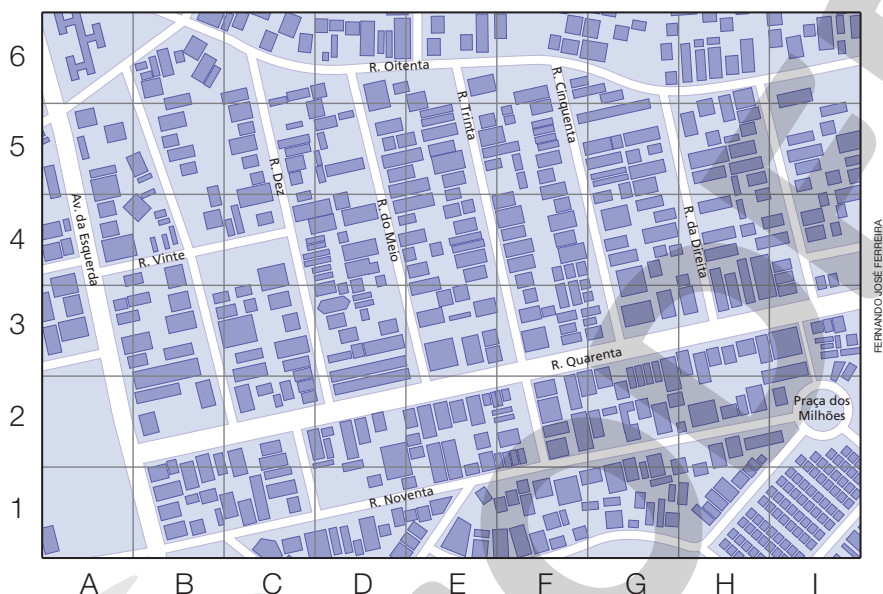 6
R. Oitenta
R. Trinta
R. Cinquenta
5
R. Dez
Av. da Esquerda
R. do Meio
R. da Direita
4
R. Vinte
FERNANDO JOSÉ FERREIRA
3
R. Quarenta
2
Praça dos
Milhões
1
R. Noventa
A B C D E F G H I